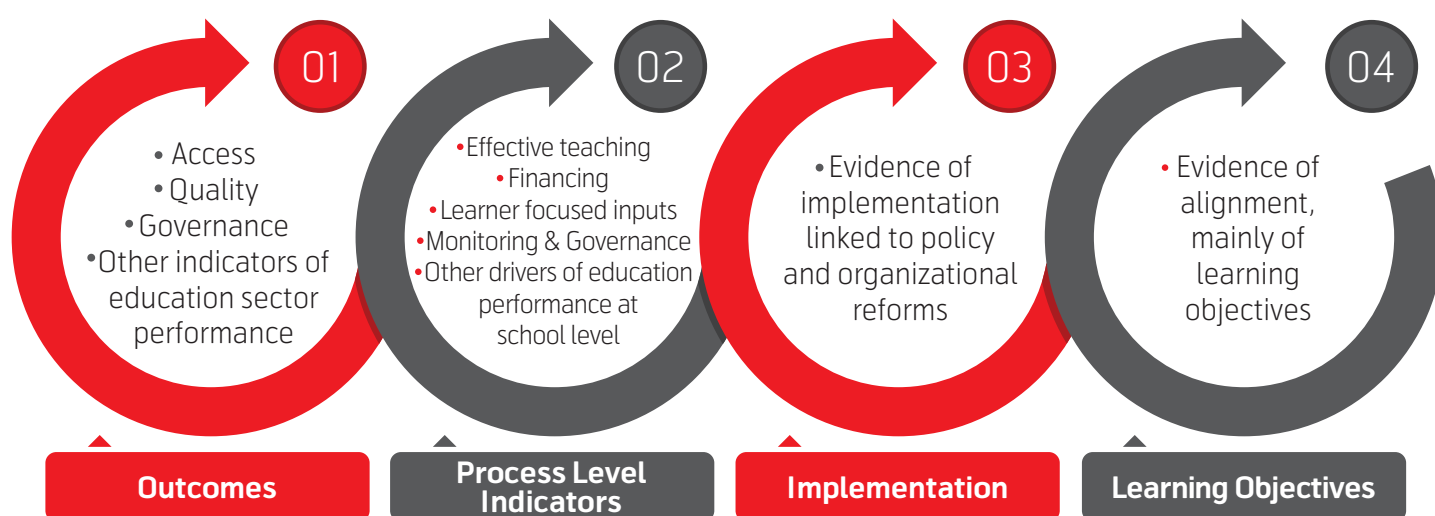 01
• Access
• Quality
• Governance
• Other indicators of
education sector
performance
Outcomes
02
• Effective teaching
• Financing
• Learner focused inputs
• Monitoring & Governance
• Other drivers of education
performance at
school level
Process Level
Indicators
03
• Evidence of
implementation
linked to policy
and organizational
reforms
Implementation
04
• Evidence of
alignment,
mainly of
learning
objectives
Learning Objectives